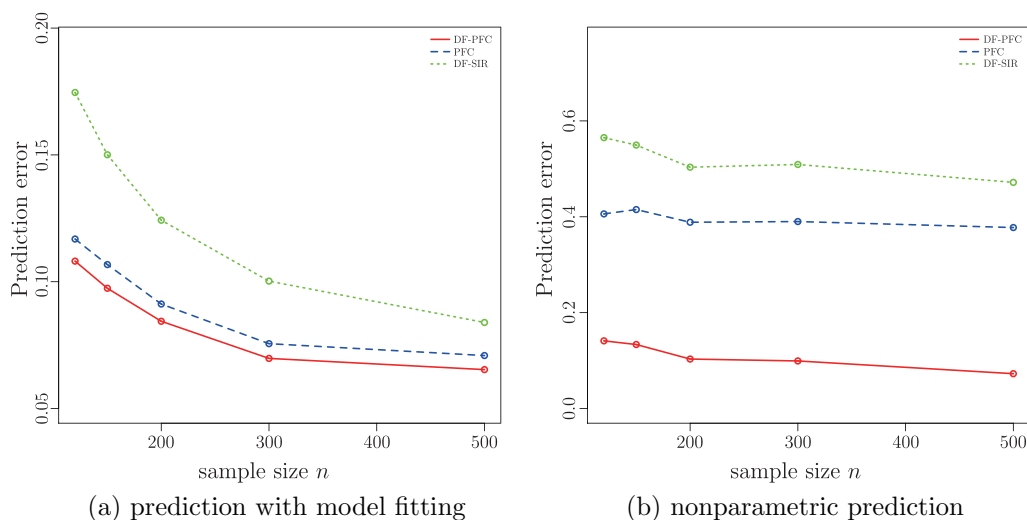 0.20
0.15
0.10
0.05
Prediction error
DF-PFC
PFC
DF-SIR
200
300
400
500
sample size n
(a) prediction with model fitting
0.6
0.4
0.2
0.0
Prediction error
DF-PFC
PFC
DF-SIR
200
300
400
500
sample size n
(b) nonparametric prediction